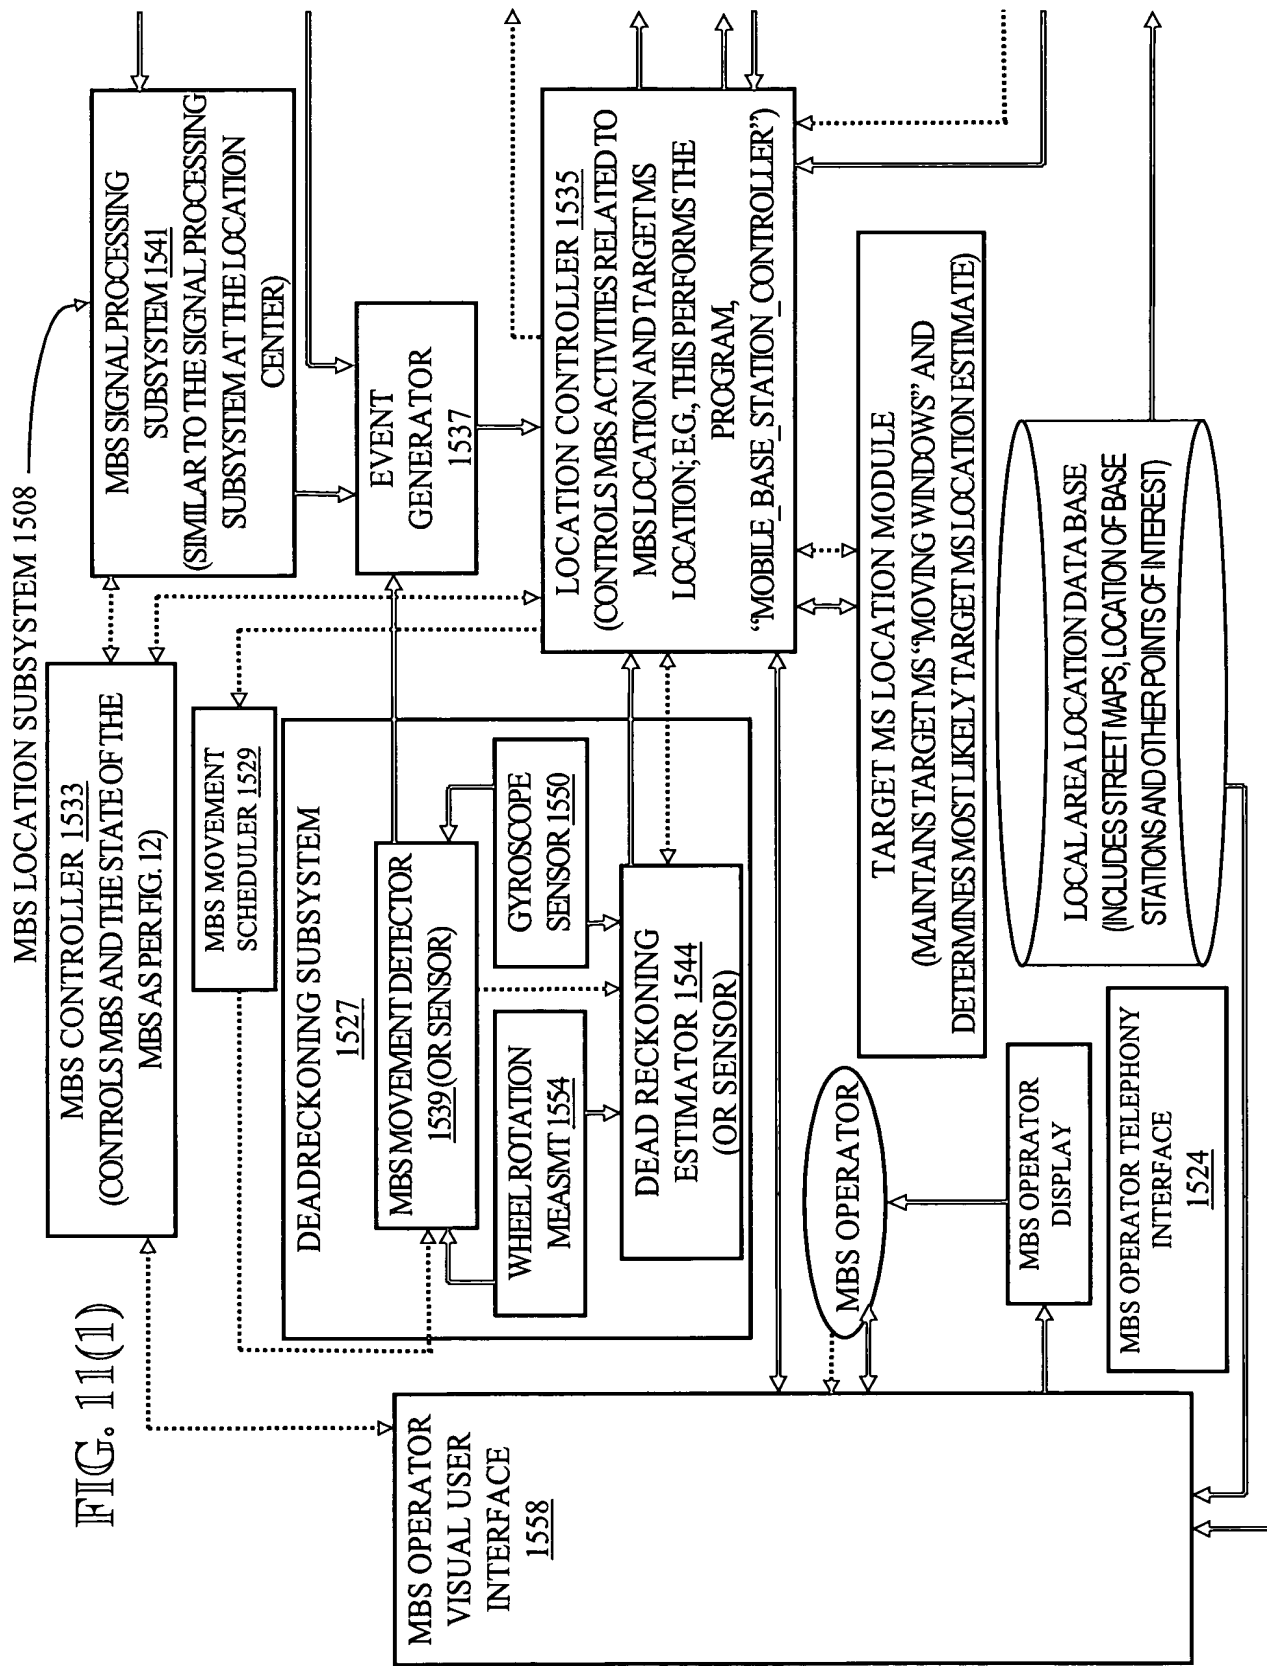 FIG. 11(1)
MBS LOCATION SUBSYSTEM 1508
MBS CONTROLLER 1533
(CONTROLS MBS AND THE STATE OF THE
MBS AS PER FIG. 12)
MBS SIGNAL PROCESSING
SUBSYSTEM 1541
(SIMILAR TO THE SIGNAL PROCESSING
SUBSYSTEM AT THE LOCATION
CENTER)
MBS MOVEMENT
SCHEDULER 1529
EVENT
GENERATOR
1537
DEADRECKONING SUBSYSTEM
1527
MBS MOVEMENT DETECTOR
1539 (OR SENSOR)
WHEEL ROTATION
MEASMT 1554
GYROSCOPE
SENSOR 1550
DEAD RECKONING
ESTIMATOR 1544
(OR SENSOR)
LOCATION CONTROLLER 1535
(CONTROLS MBS ACTIVITIES RELATED TO
MBS LOCATION AND TARGET MS
LOCATION; E.G., THIS PERFORMS THE
PROGRAM,
“MOBILE_BASE_STATION_CONTROLLER”)
MBS OPERATOR
VISUAL USER
INTERFACE
1558
MBS OPERATOR
MBS OPERATOR
DISPLAY
MBS OPERATOR TELEPHONY
INTERFACE
1524
TARGET MS LOCATION MODULE
(MAINTAINS TARGET MS “MOVING WINDOWS” AND
DETERMINES MOST LIKELY TARGET MS LOCATION ESTIMATE)
LOCAL AREA LOCATION DATA BASE
(INCLUDES STREET MAPS, LOCATION OF BASE
STATIONS AND OTHER POINTS OF INTEREST)